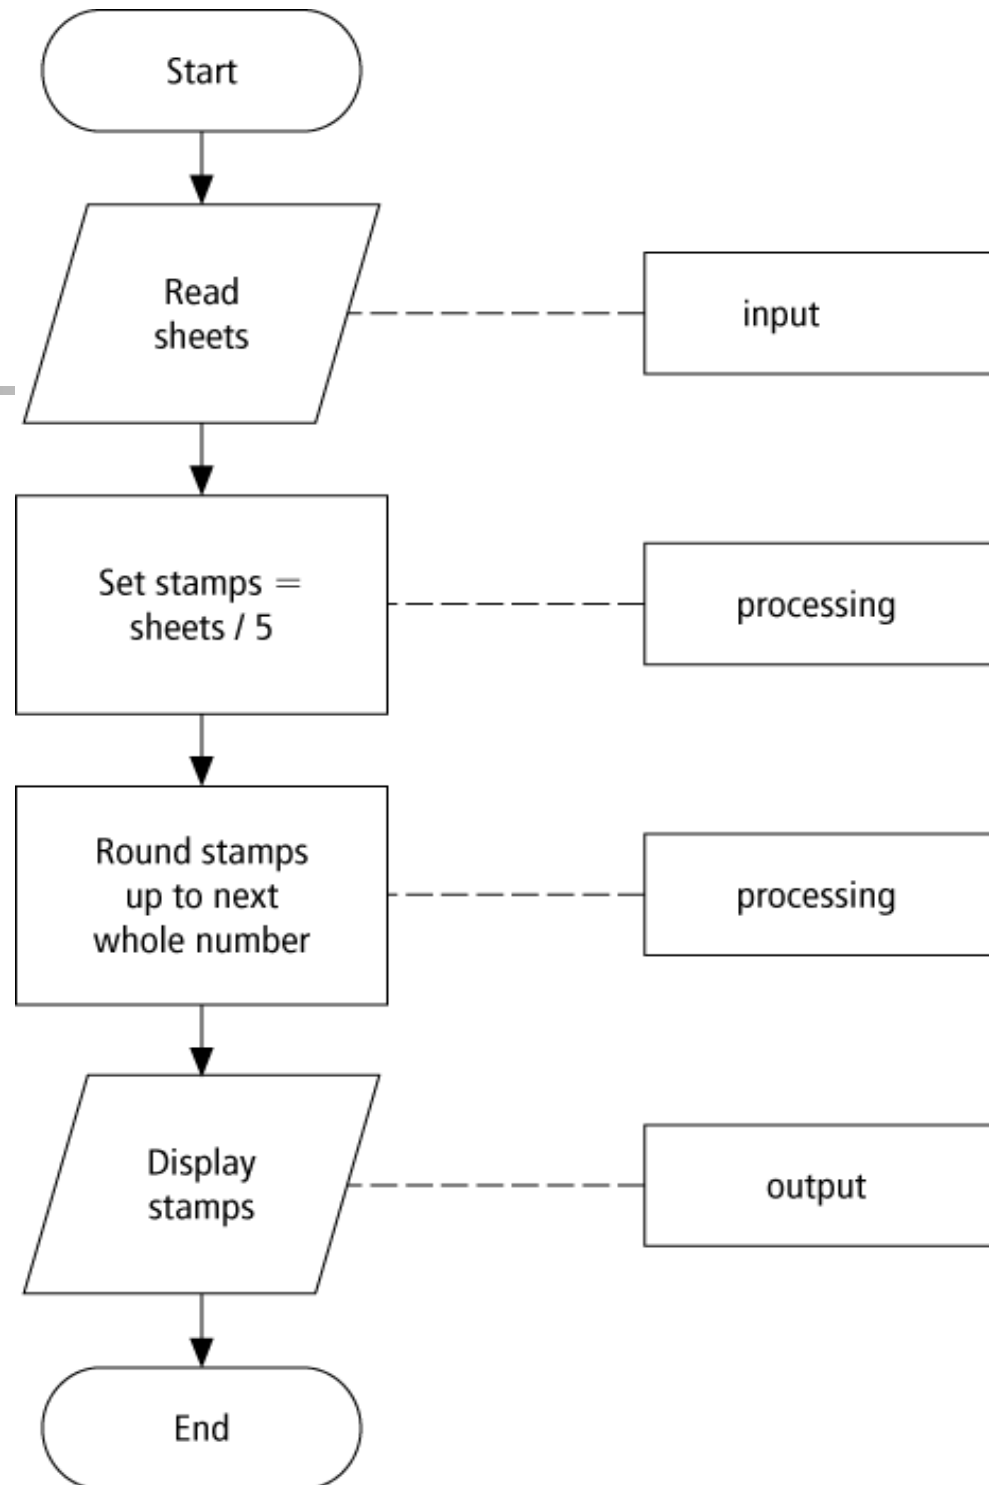 Start
Read
sheets
input
Set stamps =
sheets / 5
processing
Round stamps
up to next
whole number
processing
Display
stamps
output
End